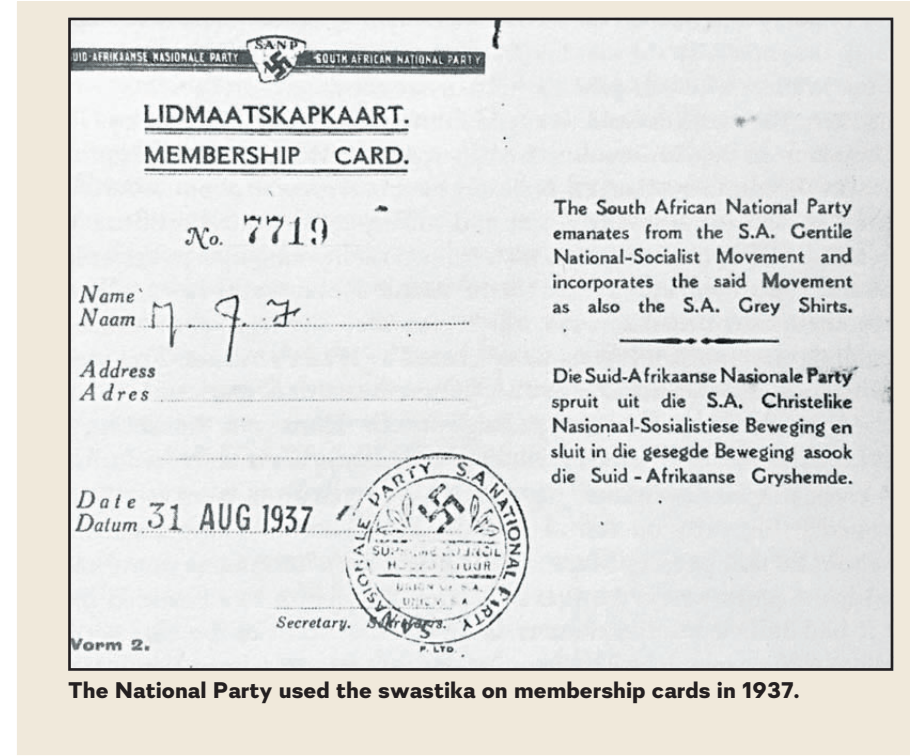 UID-AFRIKAANSE NASIONALE PARTY
SANP
SOUTH AFRICAN NATIONAL PARTY
LIDMAATSKAPKAART.
MEMBERSHIP CARD.
No. 7719
Name
Naam
Address
Adres
Date
Datum 31 AUG 1937
Secretary.
Vorm 2.
The South African National Party
emanates from the S.A. Gentile
National-Socialist Movement and
incorporates the said Movement
as also the S.A. Grey Shirts.
Die Suid-Afrikaanse Nasionale Party
spruit uit die S.A. Christelike
Nasionaal-Sosialistiese Beweging en
sluit in die gesegde Beweging asook
die Suid-Afrikaanse Gryshemde.
NASIONALE PARTY S.A. NATIONAL PARTY
SUPREME COUNCIL
P. LTD.
The National Party used the swastika on membership cards in 1937.